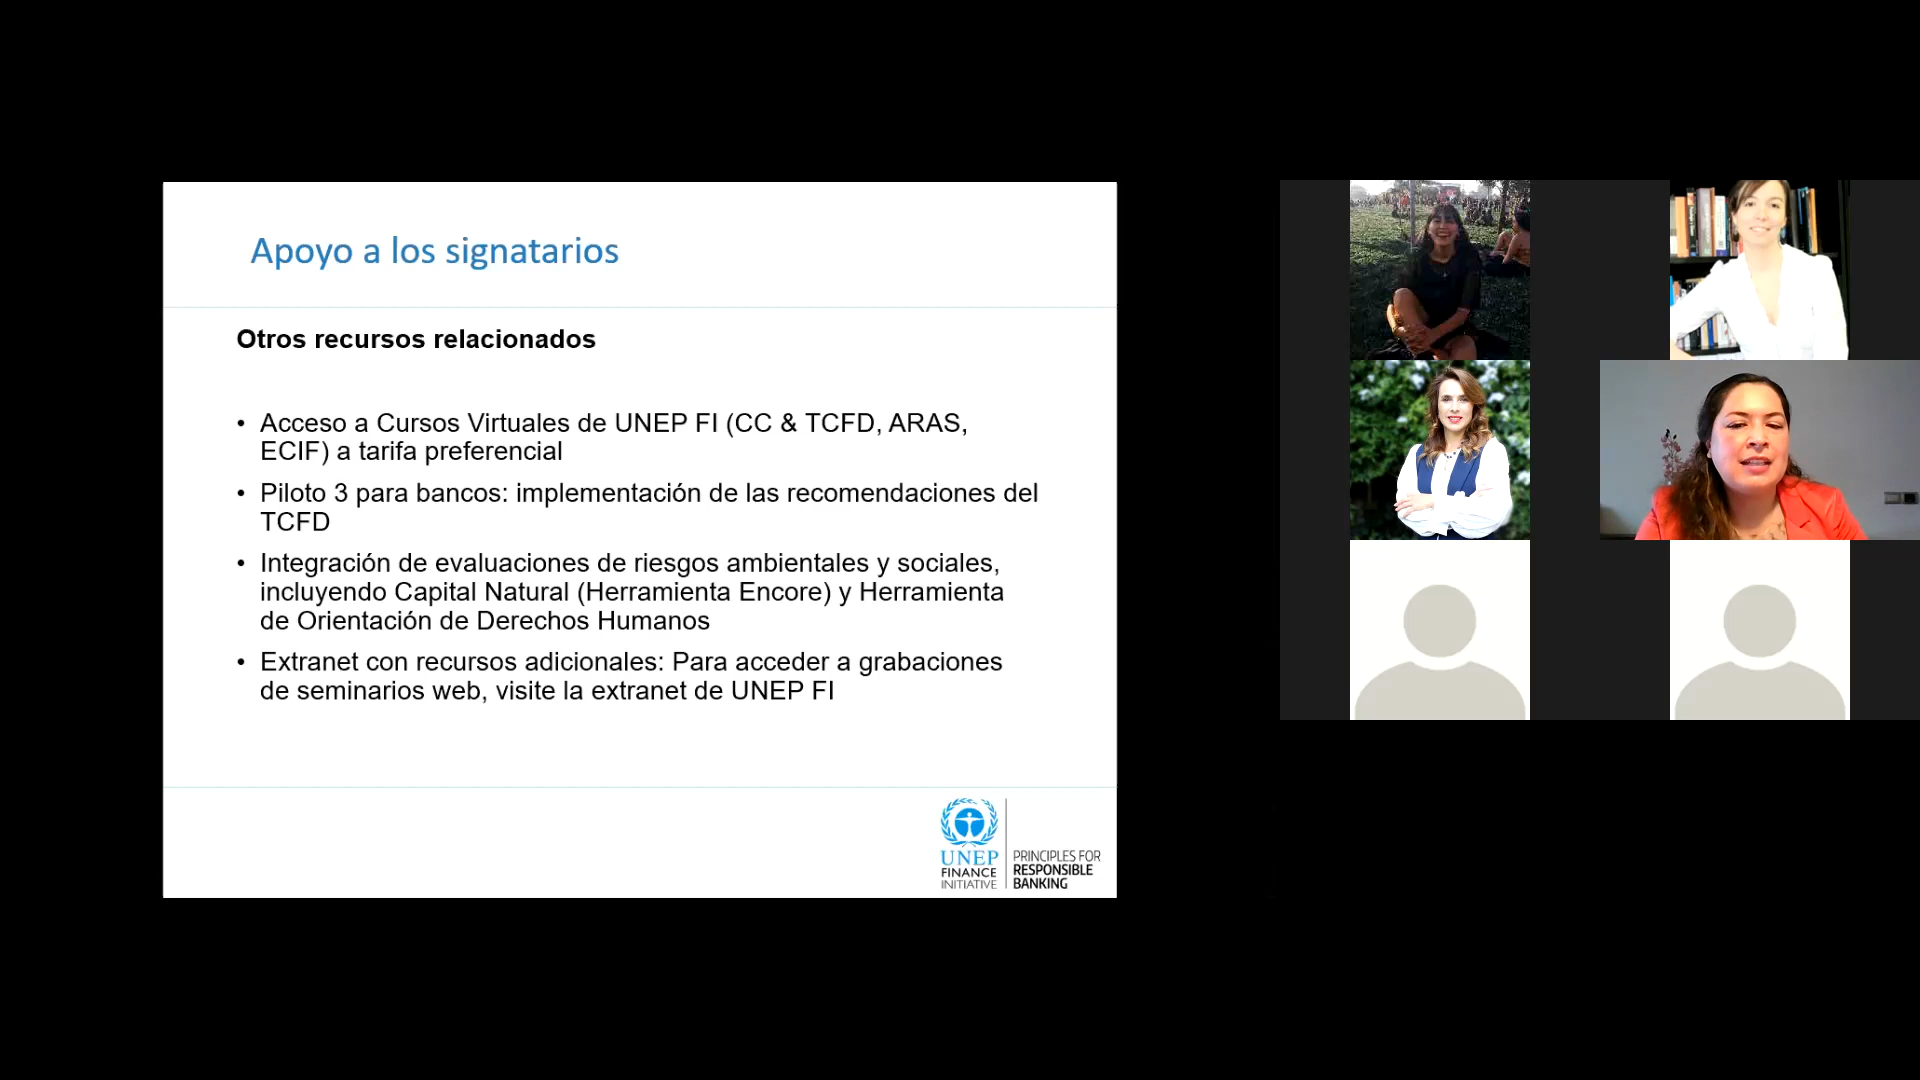 Apoyo a los signatarios
Otros recursos relacionados
• Acceso a Cursos Virtuales de UNEP FI (CC & TCFD, ARAS,
ECIF) a tarifa preferencial
• Piloto 3 para bancos: implementación de las recomendaciones del
TCFD
• Integración de evaluaciones de riesgos ambientales y sociales,
incluyendo Capital Natural (Herramienta Encore) y Herramienta
de Orientación de Derechos Humanos
• Extranet con recursos adicionales: Para acceder a grabaciones
de seminarios web, visite la extranet de UNEP FI
UNEP
FINANCE
INITIATIVE
PRINCIPLES FOR
RESPONSIBLE
BANKING